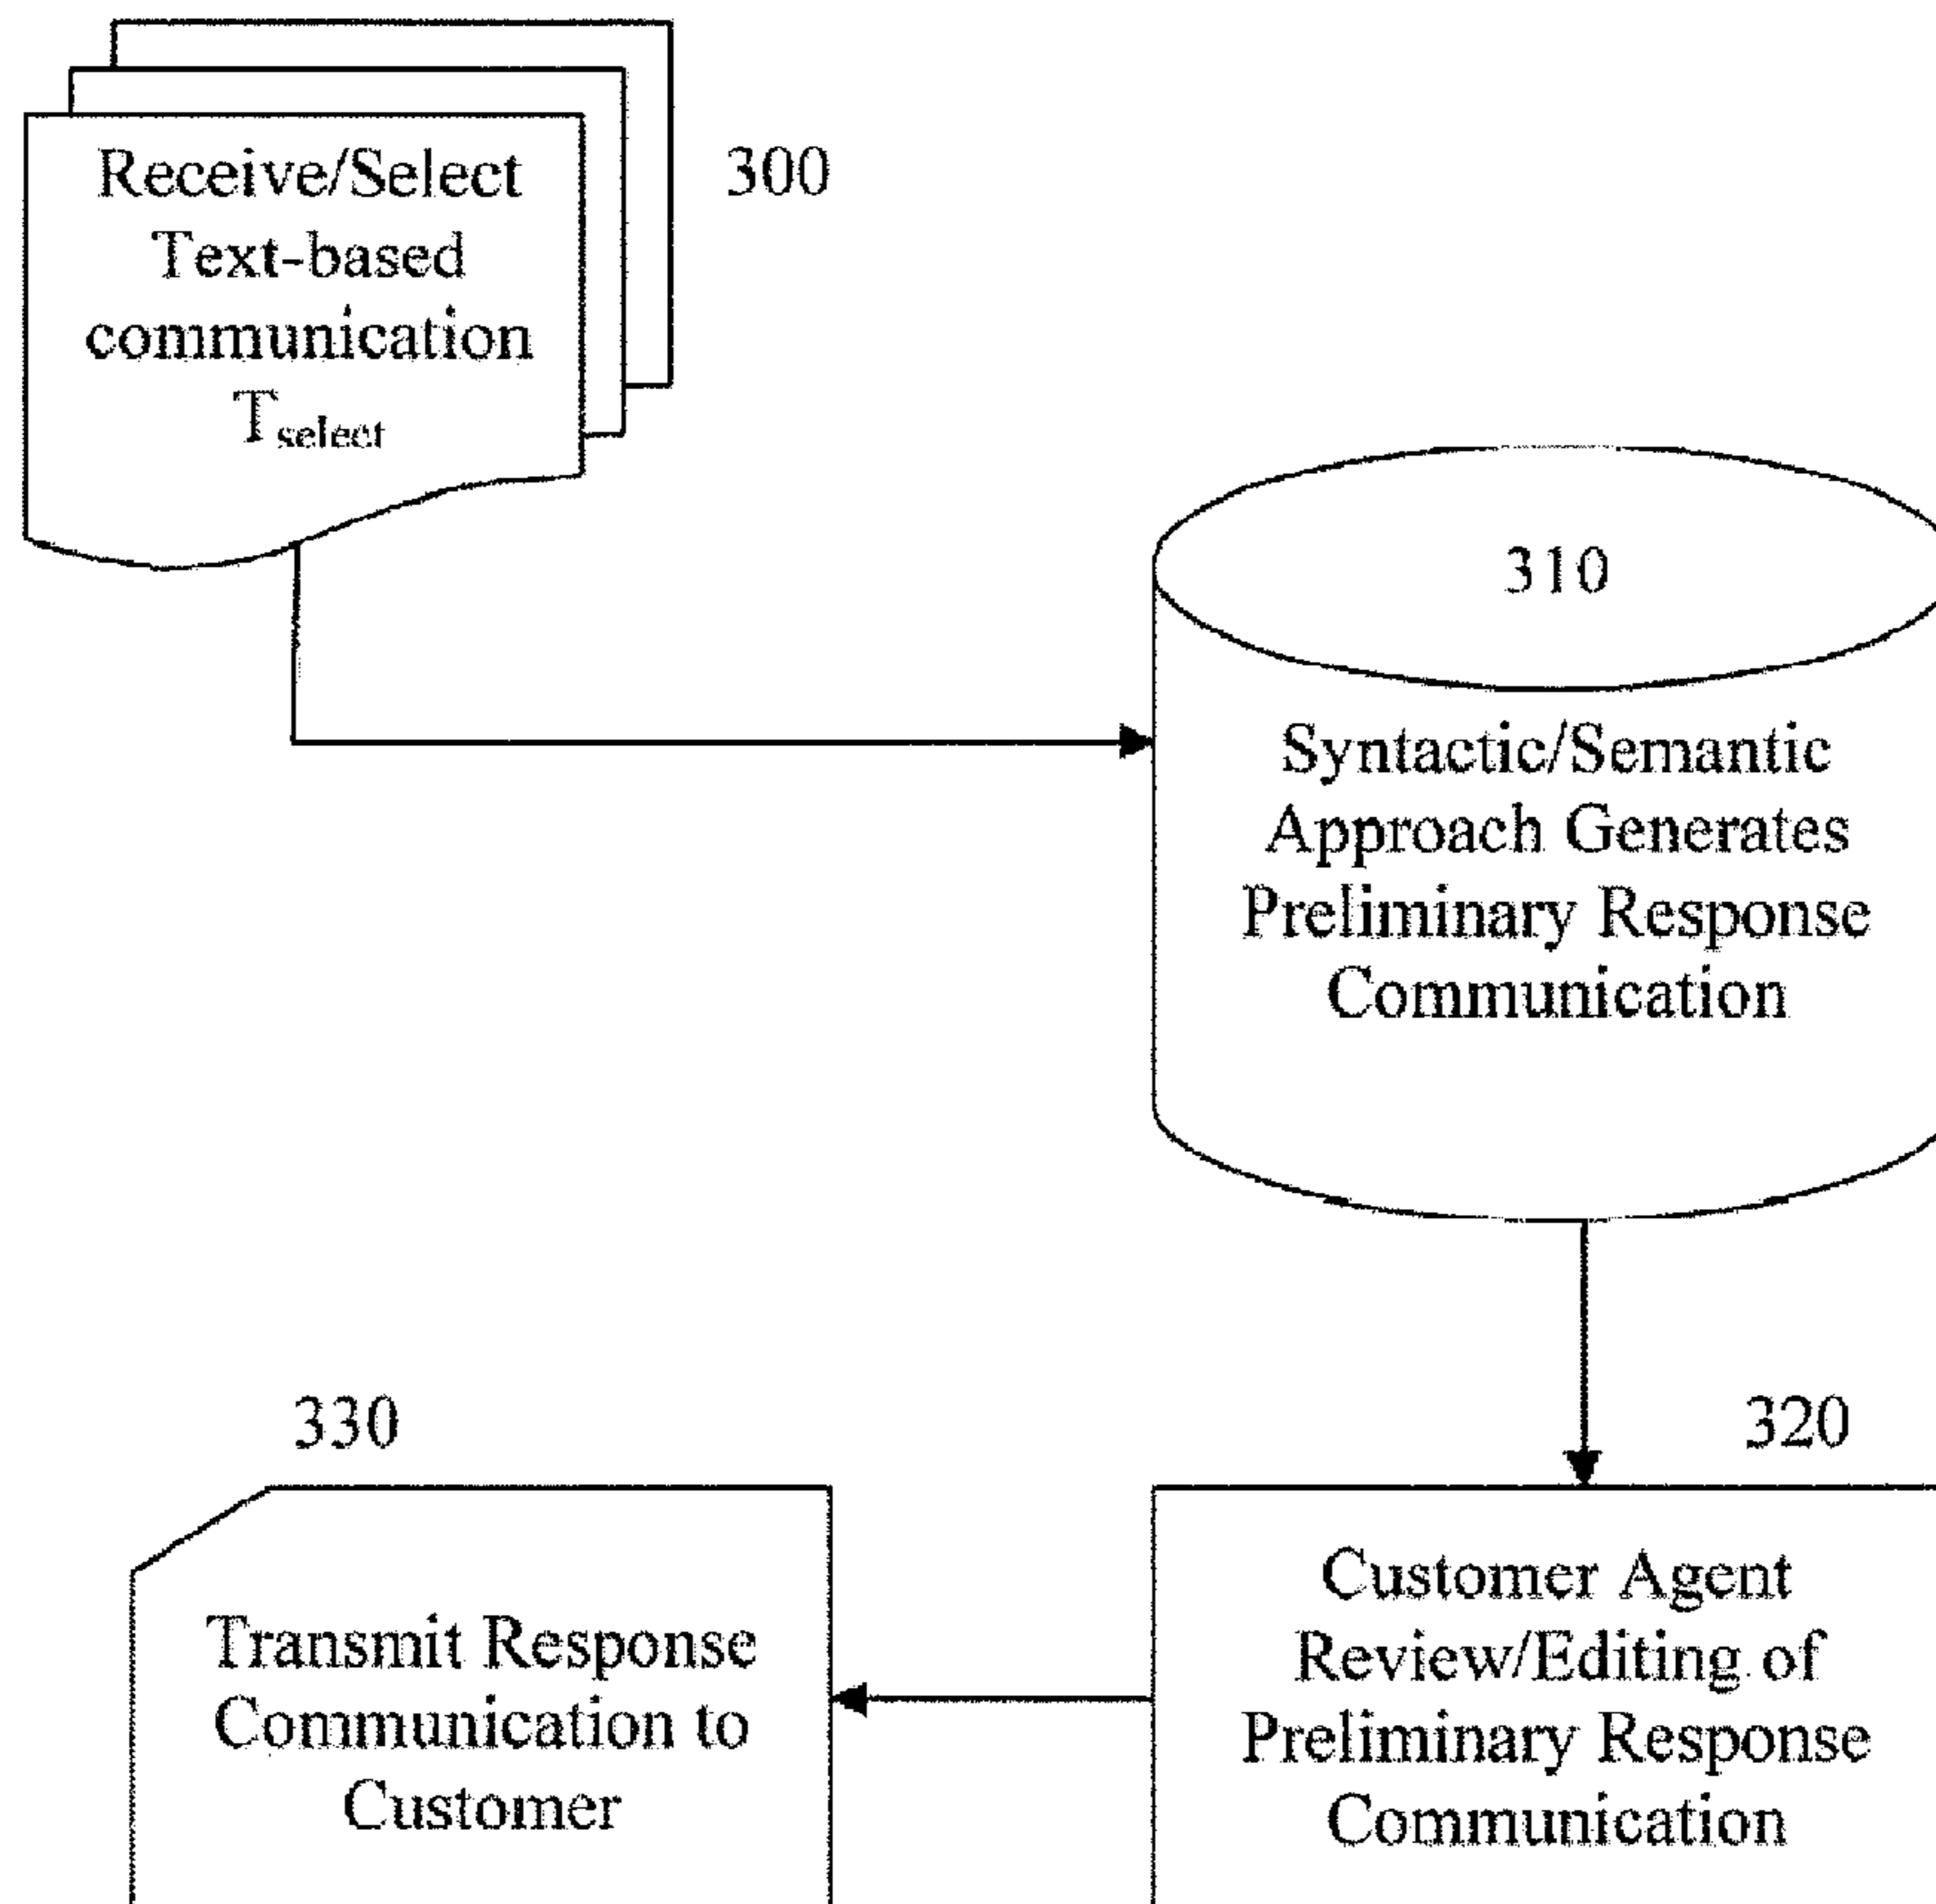 Receive/Select
Text-based
communication
T_select
300
310
Syntactic/Semantic
Approach Generates
Preliminary Response
Communication
320
Customer Agent
Review/Editing of
Preliminary Response
Communication
330
Transmit Response
Communication to
Customer